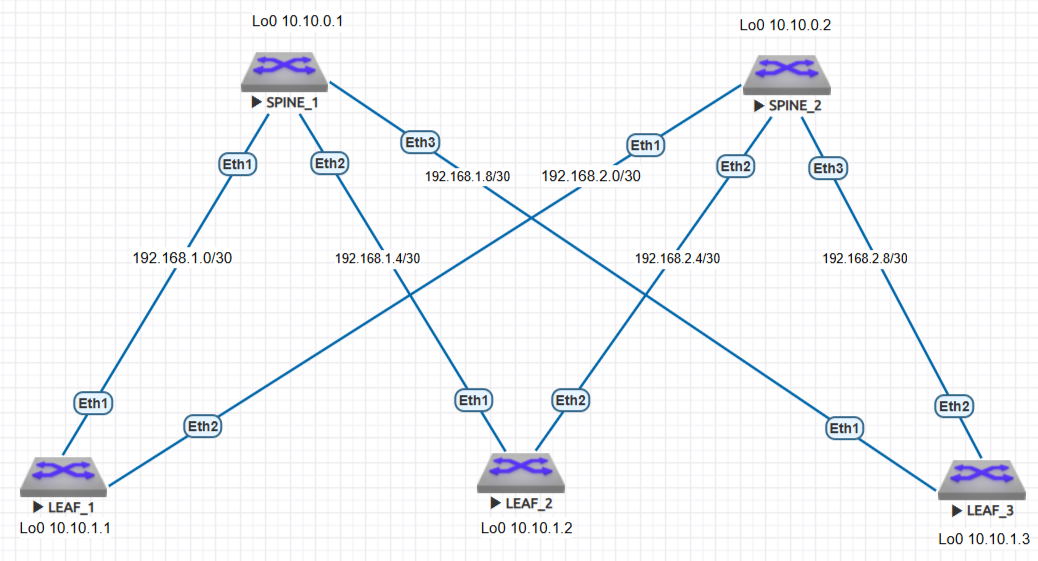 Lo0 10.10.0.1
Lo0 10.10.0.2
SPINE_1
SPINE_2
Eth3
Eth1
Eth1
Eth2
Eth2
Eth3
192.168.1.8/30
192.168.2.0/30
192.168.1.0/30
192.168.1.4/30
192.168.2.4/30
192.168.2.8/30
Eth1
Eth2
Eth1
Eth2
Eth1
Eth2
LEAF_1
LEAF_2
LEAF_3
Lo0 10.10.1.1
Lo0 10.10.1.2
Lo0 10.10.1.3